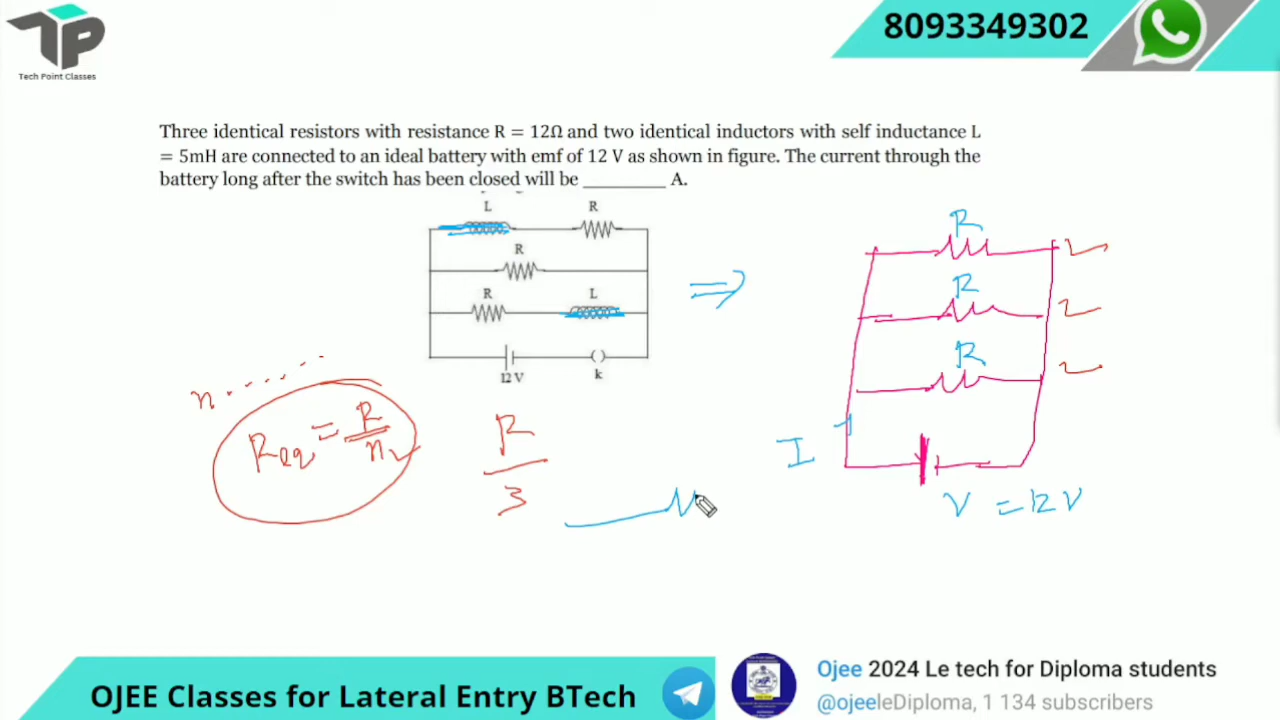 TP
Tech Point Classes
8093349302
Three identical resistors with resistance R = 12Ω and two identical inductors with self inductance L
= 5mH are connected to an ideal battery with emf of 12 V as shown in figure. The current through the
battery long after the switch has been closed will be ________ A.
L R
R
R L
12 V k
⇒
R
R
R
I
V = 12 V
n ......
Req = R/n
R/3
OJEE Classes for Lateral Entry BTech
Ojee 2024 Le tech for Diploma students
@ojeeleDiploma, 1 134 subscribers